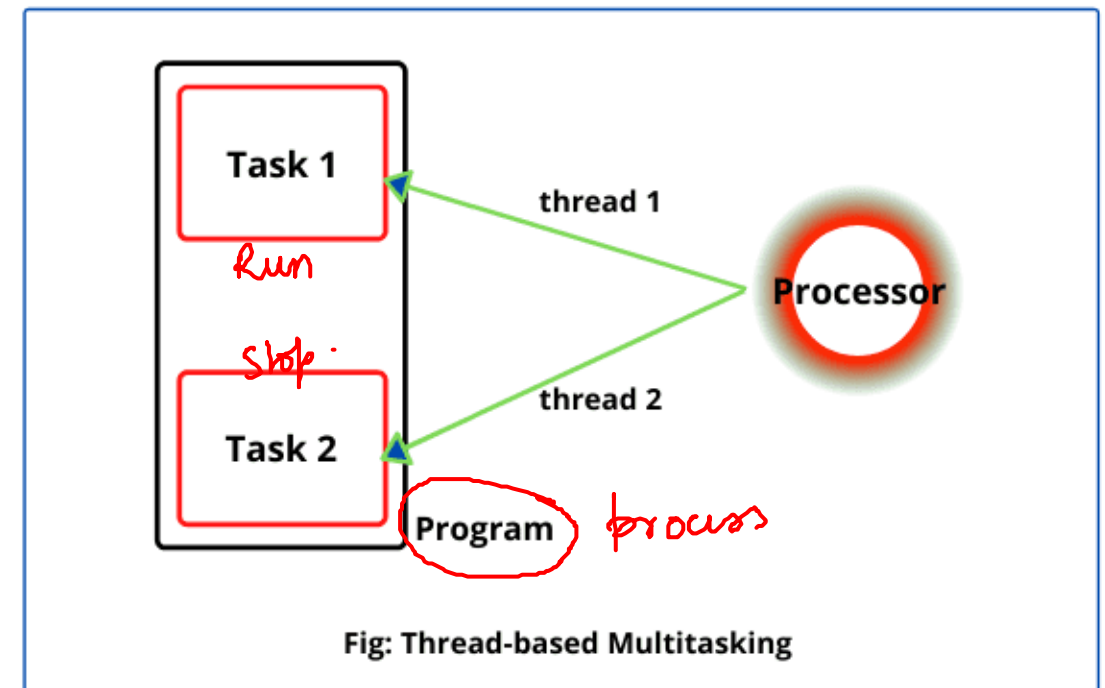 Task 1
thread 1
Run
Processor
Stop
thread 2
Task 2
Program process
Fig: Thread-based Multitasking